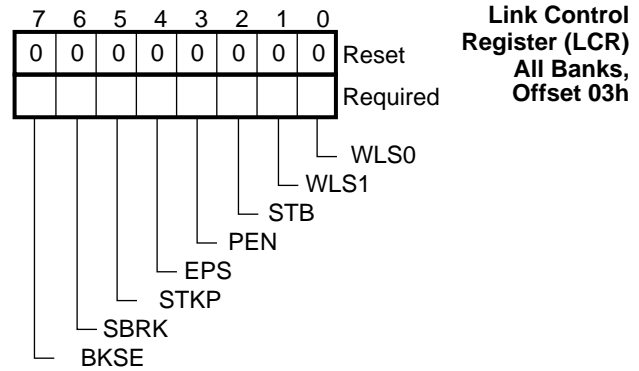 7 6 5 4 3 2 1 0
0 0 0 0 0 0 0 0 Reset
Required
Link Control
Register (LCR)
All Banks,
Offset 03h
WLS0
WLS1
STB
PEN
EPS
STKP
SBRK
BKSE